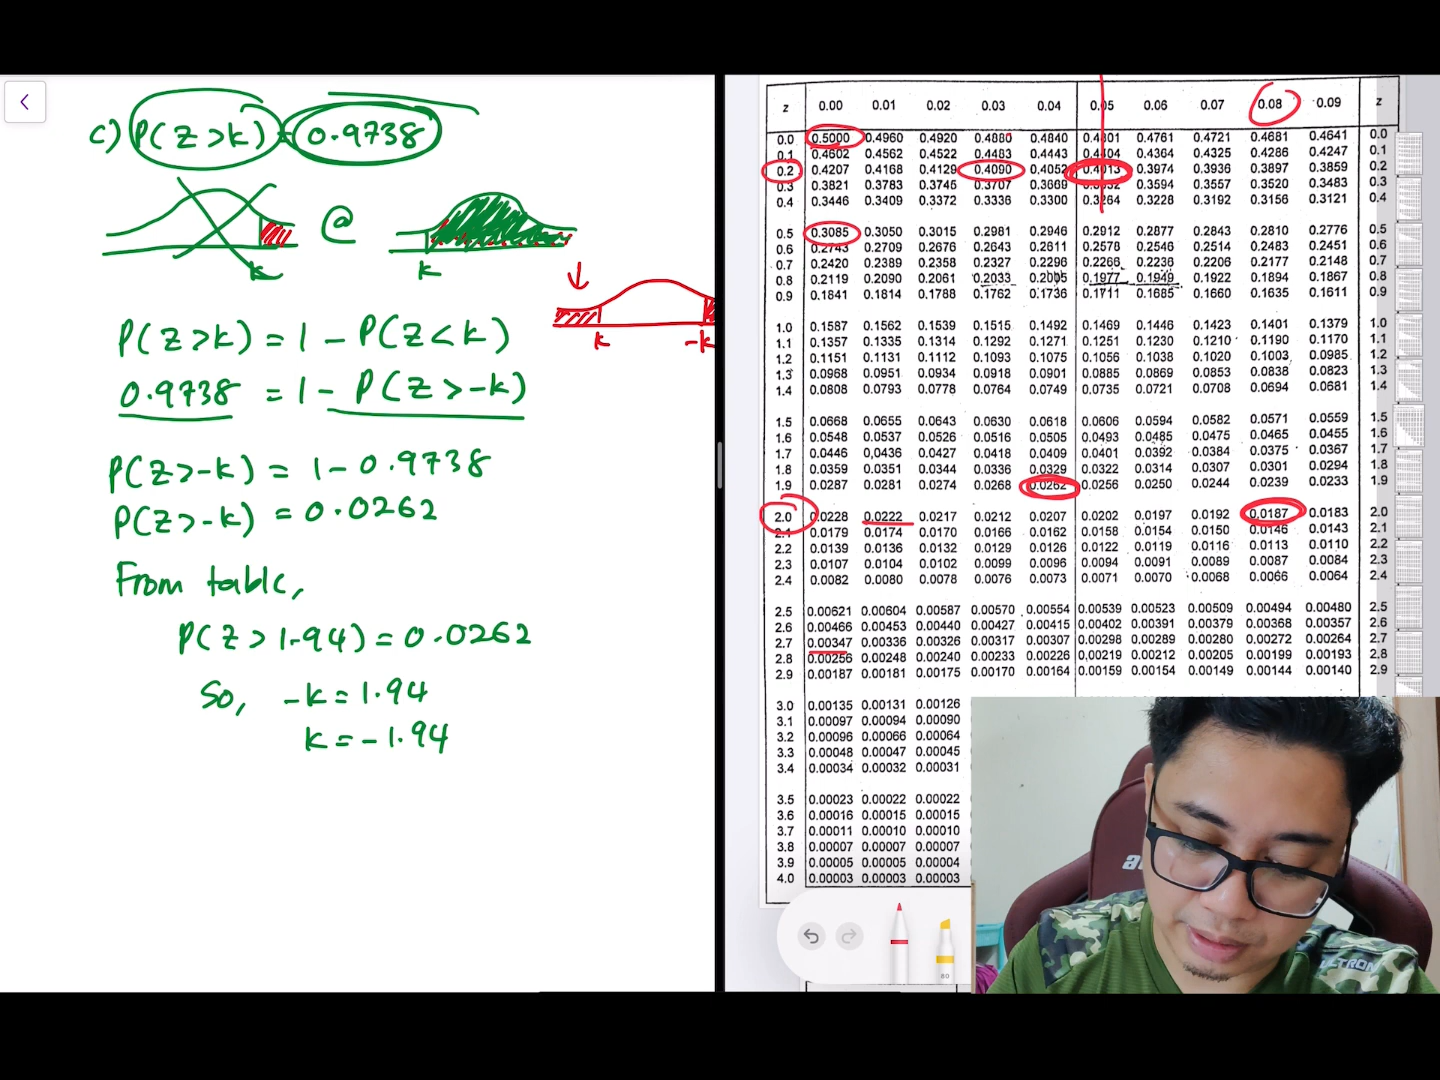 c) P(Z>k) = 0.9738
@
k
k
k -k
P(Z>k) = 1 - P(Z<k)
0.9738 = 1 - P(Z>-k)
P(Z>-k) = 1 - 0.9738
P(Z>-k) = 0.0262
From table,
P(Z>1.94) = 0.0262
So, -k = 1.94
k = -1.94
z 0.00 0.01 0.02 0.03 0.04 0.05 0.06 0.07 0.08 0.09 z
0.0 0.5000 0.4960 0.4920 0.4880 0.4840 0.4801 0.4761 0.4721 0.4681 0.4641 0.0
0.1 0.4602 0.4562 0.4522 0.4483 0.4443 0.4404 0.4364 0.4325 0.4286 0.4247 0.1
0.2 0.4207 0.4168 0.4129 0.4090 0.4052 0.4013 0.3974 0.3936 0.3897 0.3859 0.2
0.3 0.3821 0.3783 0.3745 0.3707 0.3669 0.3594 0.3557 0.3520 0.3483 0.3
0.4 0.3446 0.3409 0.3372 0.3336 0.3300 0.3264 0.3228 0.3192 0.3156 0.3121 0.4
0.5 0.3085 0.3050 0.3015 0.2981 0.2946 0.2912 0.2877 0.2843 0.2810 0.2776 0.5
0.6 0.2743 0.2709 0.2676 0.2643 0.2611 0.2578 0.2546 0.2514 0.2483 0.2451 0.6
0.7 0.2420 0.2389 0.2358 0.2327 0.2296 0.2266 0.2236 0.2206 0.2177 0.2148 0.7
0.8 0.2119 0.2090 0.2061 0.2033 0.2005 0.1977 0.1949 0.1922 0.1894 0.1867 0.8
0.9 0.1841 0.1814 0.1788 0.1762 0.1736 0.1711 0.1685 0.1660 0.1635 0.1611 0.9
1.0 0.1587 0.1562 0.1539 0.1515 0.1492 0.1469 0.1446 0.1423 0.1401 0.1379 1.0
1.1 0.1357 0.1335 0.1314 0.1292 0.1271 0.1251 0.1230 0.1210 0.1190 0.1170 1.1
1.2 0.1151 0.1131 0.1112 0.1093 0.1075 0.1056 0.1038 0.1020 0.1003 0.0985 1.2
1.3 0.0968 0.0951 0.0934 0.0918 0.0901 0.0885 0.0869 0.0853 0.0838 0.0823 1.3
1.4 0.0808 0.0793 0.0778 0.0764 0.0749 0.0735 0.0721 0.0708 0.0694 0.0681 1.4
1.5 0.0668 0.0655 0.0643 0.0630 0.0618 0.0606 0.0594 0.0582 0.0571 0.0559 1.5
1.6 0.0548 0.0537 0.0526 0.0516 0.0505 0.0493 0.0485 0.0475 0.0465 0.0455 1.6
1.7 0.0446 0,0436 0.0427 0.0418 0.0409 0.0401 0.0392 0.0384 0.0375 0.0367 1.7
1.8 0.0359 0.0351 0.0344 0.0336 0.0329 0.0322 0.0314 0.0307 0.0301 0.0294 1.8
1.9 0.0287 0.0281 0.0274 0.0268 0.0262 0.0256 0.0250 0.0244 0.0239 0.0233 1.9
2.0 0.0228 0.0222 0.0217 0.0212 0.0207 0.0202 0.0197 0.0192 0.0187 0.0183 2.0
2.1 0.0179 0.0174 0.0170 0.0166 0.0162 0.0158 0.0154 0.0150 0.0146 0.0143 2.1
2.2 0.0139 0.0136 0.0132 0.0129 0.0126 0.0122 0.0119 0.0116 0.0113 0.0110 2.2
2.3 0.0107 0.0104 0.0102 0.0099 0.0096 0.0094 0.0091 0.0089 0.0087 0.0084 2.3
2.4 0.0082 0.0080 0.0078 0.0076 0.0073 0.0071 0.0070 0.0068 0.0066 0.0064 2.4
2.5 0.00621 0.00604 0.00587 0.00570 0.00554 0.00539 0.00523 0.00509 0.00494 0.00480 2.5
2.6 0.00466 0.00453 0.00440 0.00427 0.00415 0.00402 0.00391 0.00379 0.00368 0.00357 2.6
2.7 0.00347 0.00336 0.00326 0.00317 0.00307 0.00298 0.00289 0.00280 0.00272 0.00264 2.7
2.8 0.00256 0.00248 0.00240 0.00233 0.00226 0.00219 0.00212 0.00205 0.00199 0.00193 2.8
2.9 0.00187 0.00181 0.00175 0.00170 0.00164 0.00159 0.00154 0.00149 0.00144 0.00140 2.9
3.0 0.00135 0.00131 0.00126
3.1 0.00097 0.00094 0.00090
3.2 0.00096 0.00066 0.00064
3.3 0.00048 0.00047 0.00045
3.4 0.00034 0.00032 0.00031
3.5 0.00023 0.00022 0.00022
3.6 0.00016 0.00015 0.00015
3.7 0.00011 0.00010 0.00010
3.8 0.00007 0.00007 0.00007
3.9 0.00005 0.00005 0.00004
4.0 0.00003 0.00003 0.00003
80